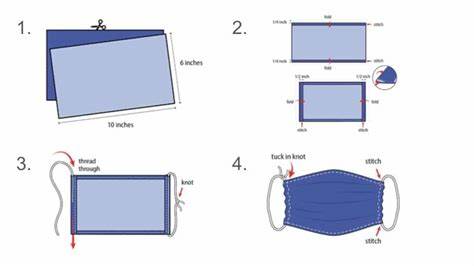 1.
6 inches
10 inches
2.
1/4 inch
fold
stitch
1/4 inch
fold
stitch
1/2 inch
1/2 inch
fold
fold
stitch
stitch
3.
thread
through
knot
4.
tuck in knot
stitch
stitch